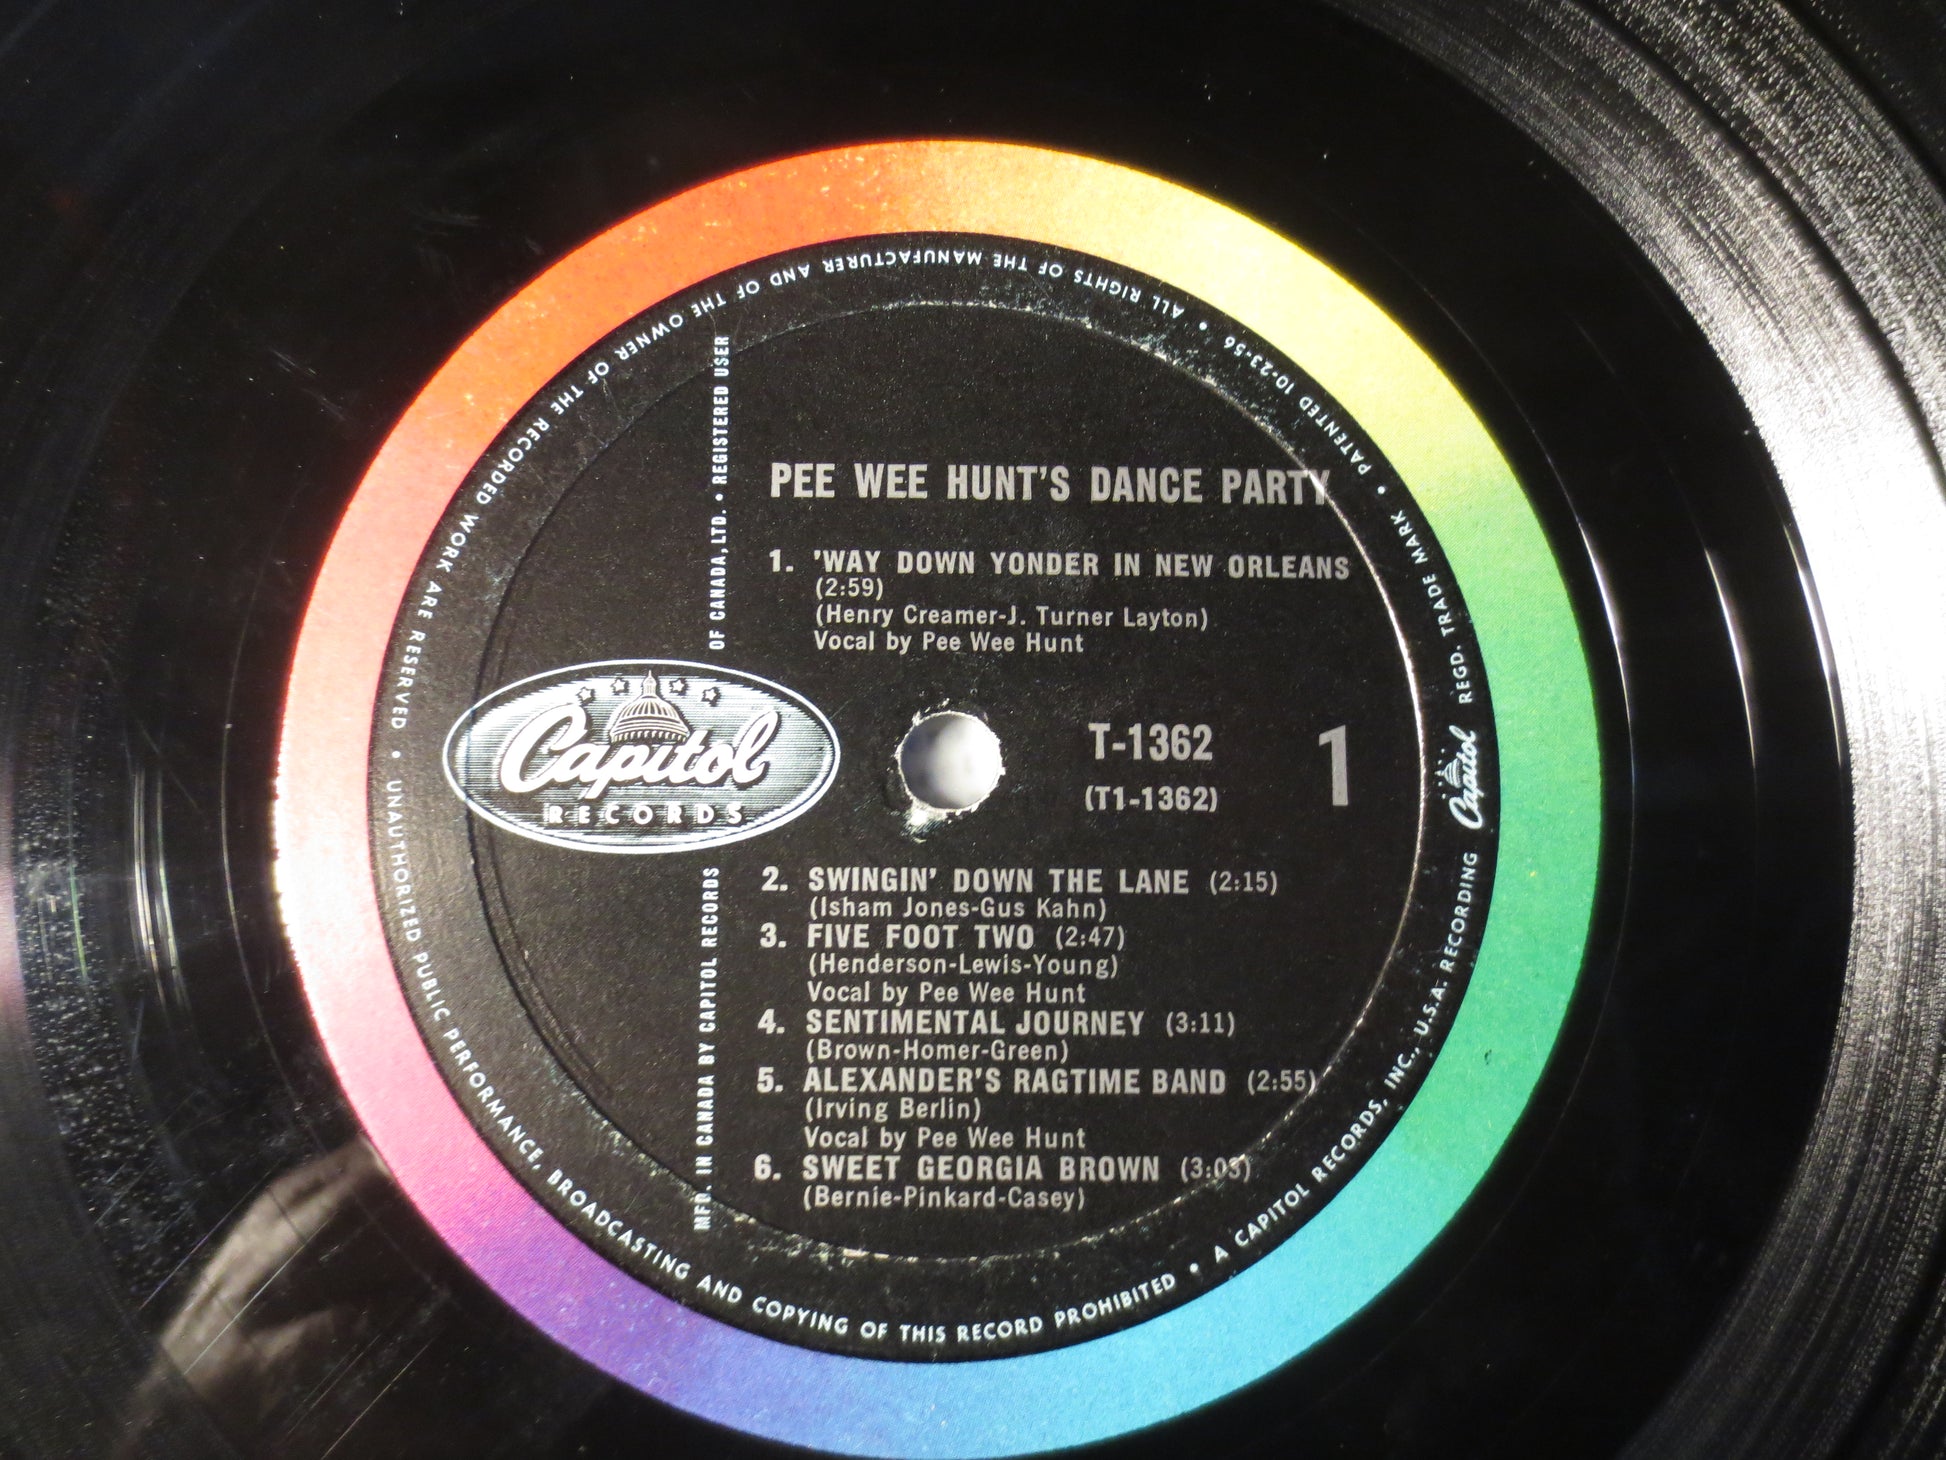 PEE WEE HUNT'S DANCE PARTY
1. 'WAY DOWN YONDER IN NEW ORLEANS
(2:59)
(Henry Creamer-J. Turner Layton)
Vocal by Pee Wee Hunt
Capitol
RECORDS
T-1362
(T1-1362)
1
2. SWINGIN' DOWN THE LANE (2:15)
(Isham Jones-Gus Kahn)
3. FIVE FOOT TWO (2:47)
(Henderson-Lewis-Young)
Vocal by Pee Wee Hunt
4. SENTIMENTAL JOURNEY (3:11)
(Brown-Homer-Green)
5. ALEXANDER'S RAGTIME BAND (2:55)
(Irving Berlin)
Vocal by Pee Wee Hunt
6. SWEET GEORGIA BROWN (3:03)
(Bernie-Pinkard-Casey)
MFD. IN CANADA BY CAPITOL RECORDS OF CANADA, LTD. • REGISTERED USER
A CAPITOL RECORDS, INC., U.S.A. RECORDING Capitol REGD. TRADE MARK • PATENTED 10-23-56 • ALL RIGHTS OF THE MANUFACTURER AND OF THE OWNER OF THE RECORDED WORK ARE RESERVED • UNAUTHORIZED PUBLIC PERFORMANCE, BROADCASTING AND COPYING OF THIS RECORD PROHIBITED •